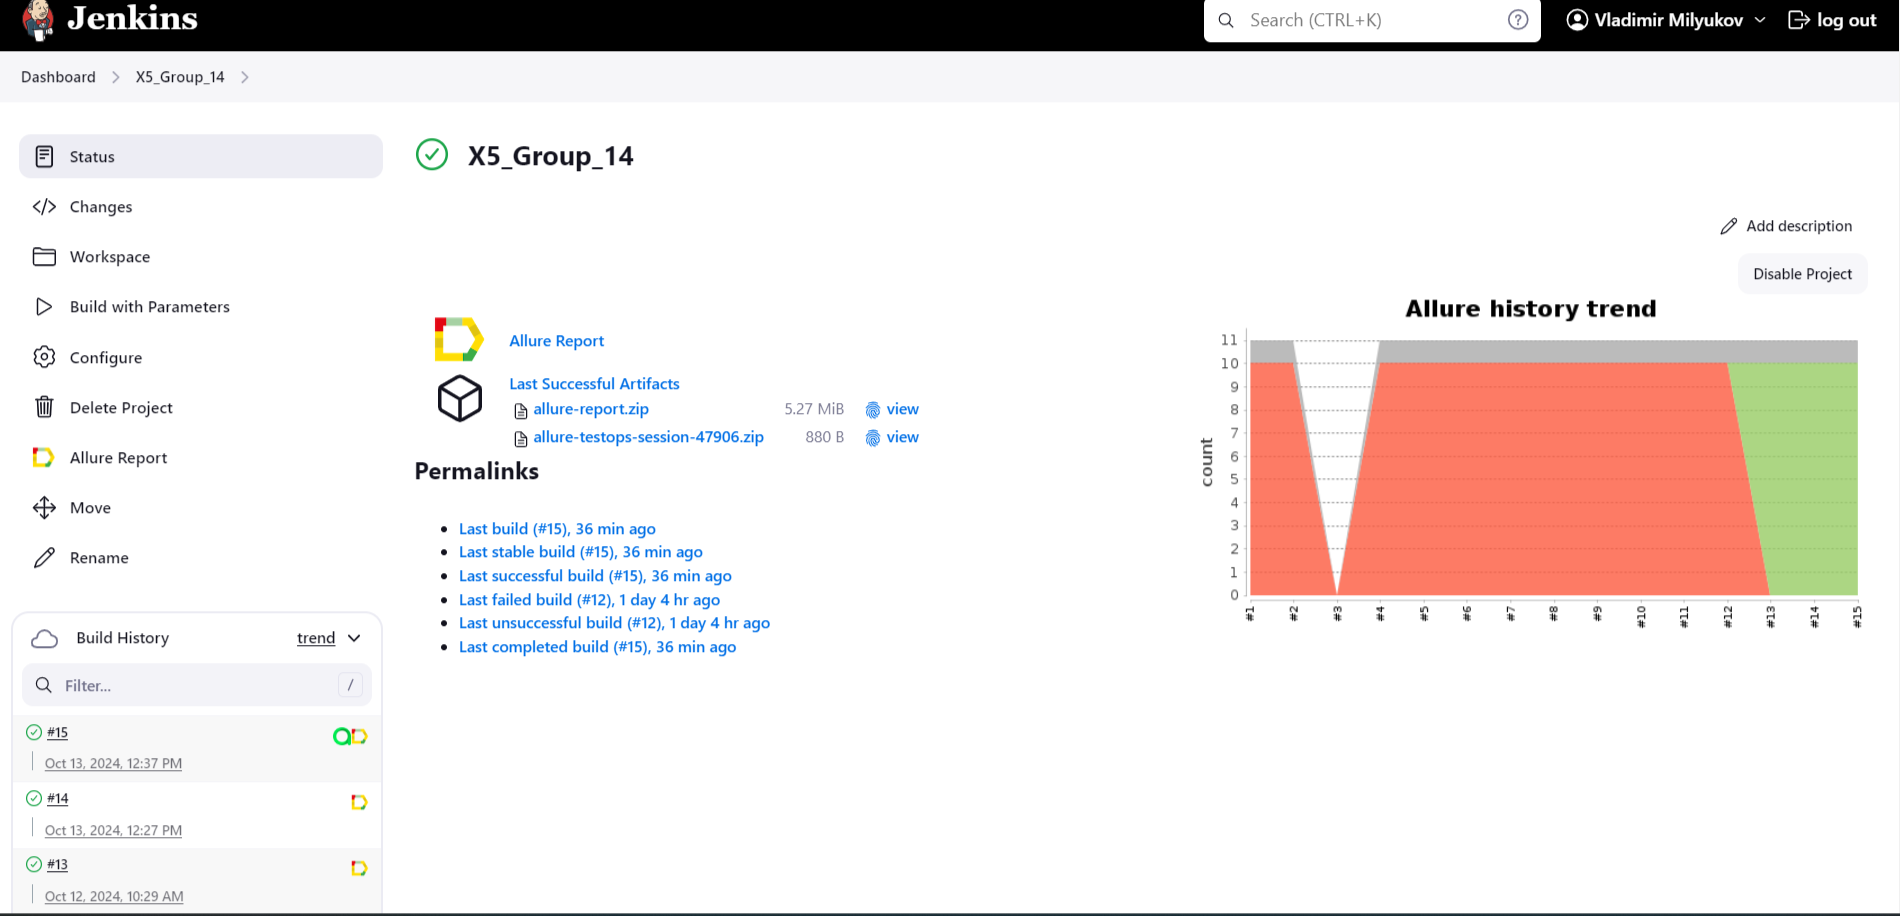 Jenkins
Search (CTRL+K)
?
Vladimir Milyukov
log out
Dashboard
X5_Group_14
Status
Changes
Workspace
Build with Parameters
Configure
Delete Project
Allure Report
Move
Rename
Build History
trend
Filter...
/
#15
Oct 13, 2024, 12:37 PM
#14
Oct 13, 2024, 12:27 PM
#13
Oct 12, 2024, 10:29 AM
X5_Group_14
Add description
Disable Project
Allure Report
Last Successful Artifacts
allure-report.zip 5.27 MiB view
allure-testops-session-47906.zip 880 B view
Permalinks
Last build (#15), 36 min ago
Last stable build (#15), 36 min ago
Last successful build (#15), 36 min ago
Last failed build (#12), 1 day 4 hr ago
Last unsuccessful build (#12), 1 day 4 hr ago
Last completed build (#15), 36 min ago
Allure history trend
count
11
10
9
8
7
6
5
4
3
2
1
0
#1 #2 #3 #4 #5 #6 #7 #8 #9 #10 #11 #12 #13 #14 #15